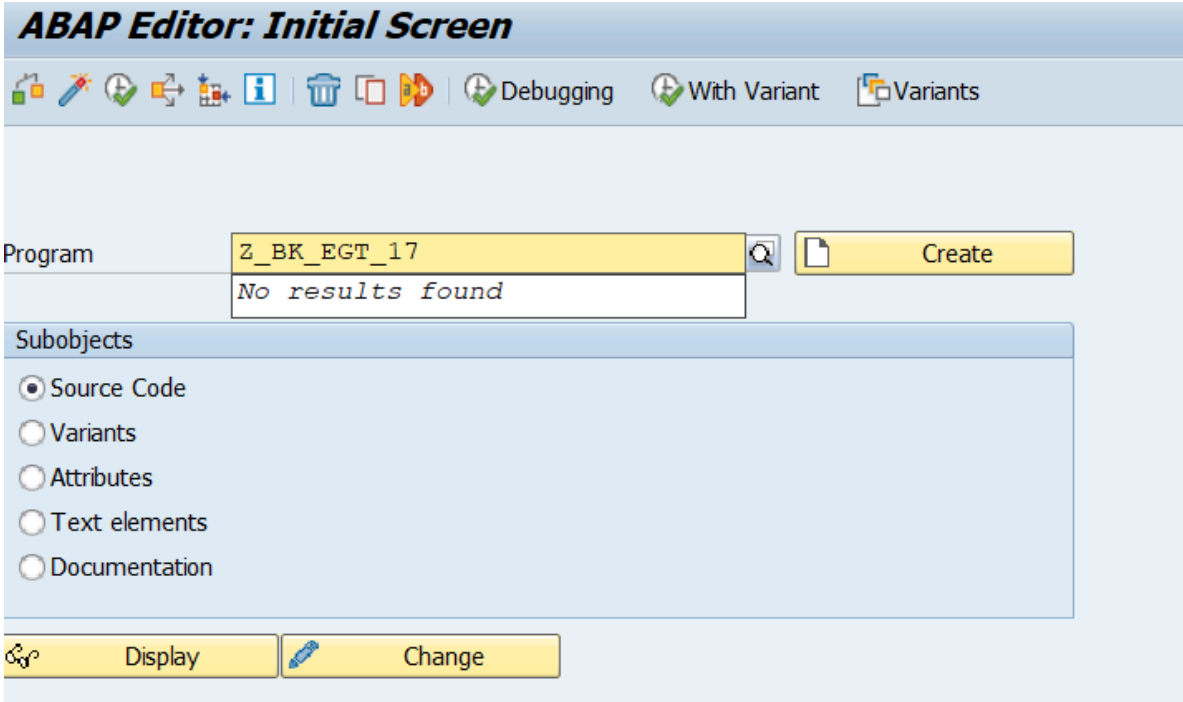 ABAP Editor: Initial Screen
Debugging With Variant Variants
Program Z_BK_EGT_17 Create
No results found
Subobjects
Source Code
Variants
Attributes
Text elements
Documentation
Display Change